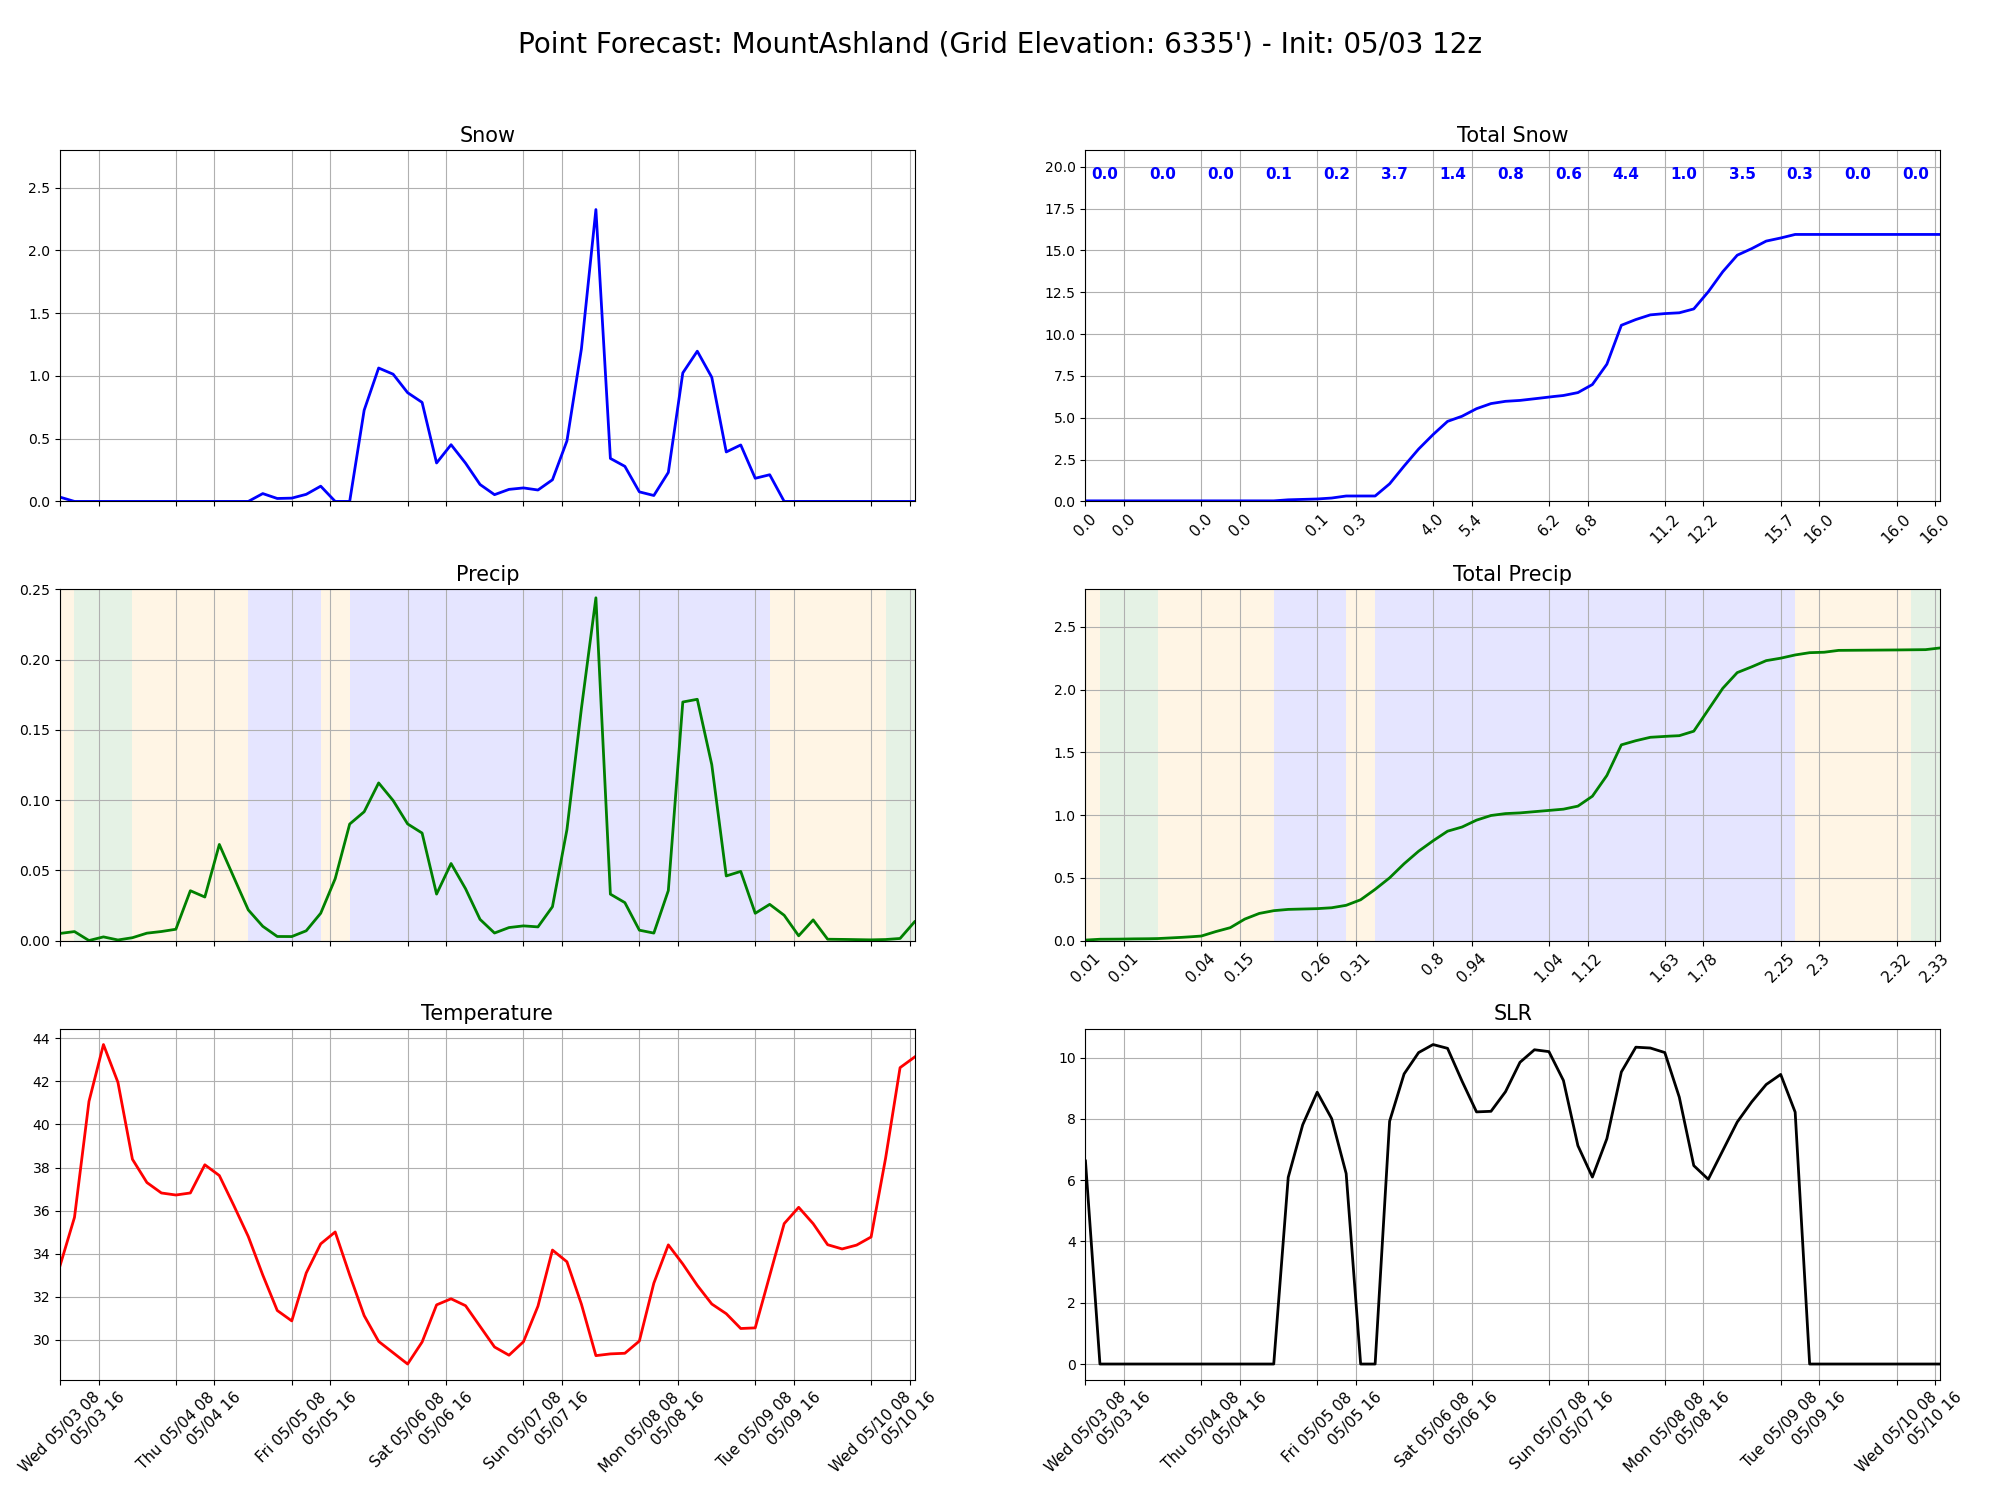 Point Forecast: MountAshland (Grid Elevation: 6335') - Init: 05/03 12z
Snow
2.5
2.0
1.5
1.0
0.5
0.0
Total Snow
20.0
17.5
15.0
12.5
10.0
7.5
5.0
2.5
0.0
0.0 0.0 0.0 0.1 0.2 3.7 1.4 0.8 0.6 4.4 1.0 3.5 0.3 0.0 0.0
0.0 0.0 0.0 0.0 0.1 0.3 4.0 5.4 6.2 6.8 11.2 12.2 15.7 16.0 16.0 16.0
Precip
0.25
0.20
0.15
0.10
0.05
0.00
Total Precip
2.5
2.0
1.5
1.0
0.5
0.0
0.01 0.01 0.04 0.15 0.26 0.31 0.8 0.94 1.04 1.12 1.63 1.78 2.25 2.3 2.32 2.33
Temperature
44
42
40
38
36
34
32
30
Wed 05/03 08
05/03 16
Thu 05/04 08
05/04 16
Fri 05/05 08
05/05 16
Sat 05/06 08
05/06 16
Sun 05/07 08
05/07 16
Mon 05/08 08
05/08 16
Tue 05/09 08
05/09 16
Wed 05/10 08
05/10 16
SLR
10
8
6
4
2
0
Wed 05/03 08
05/03 16
Thu 05/04 08
05/04 16
Fri 05/05 08
05/05 16
Sat 05/06 08
05/06 16
Sun 05/07 08
05/07 16
Mon 05/08 08
05/08 16
Tue 05/09 08
05/09 16
Wed 05/10 08
05/10 16